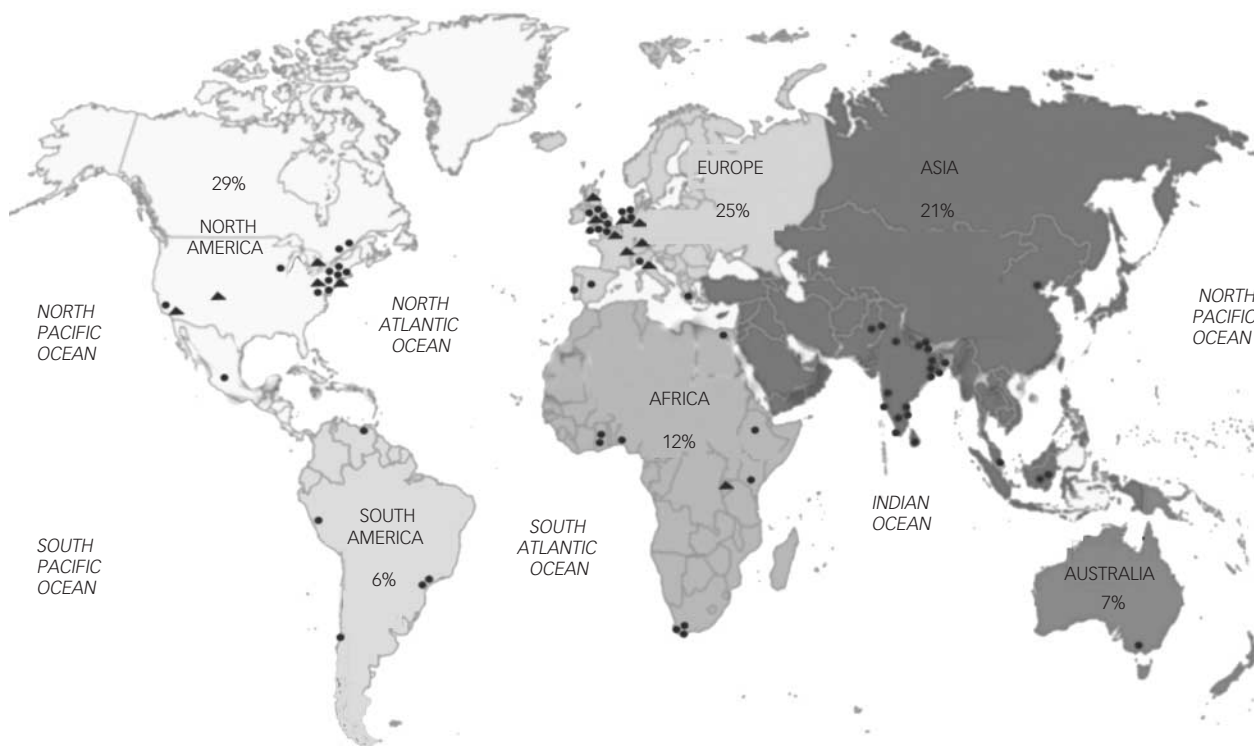 EUROPE
25%
ASIA
21%
29%
NORTH
AMERICA
NORTH
PACIFIC
OCEAN
NORTH
ATLANTIC
OCEAN
NORTH
PACIFIC
OCEAN
AFRICA
12%
INDIAN
OCEAN
SOUTH
AMERICA
6%
SOUTH
ATLANTIC
OCEAN
SOUTH
PACIFIC
OCEAN
AUSTRALIA
7%